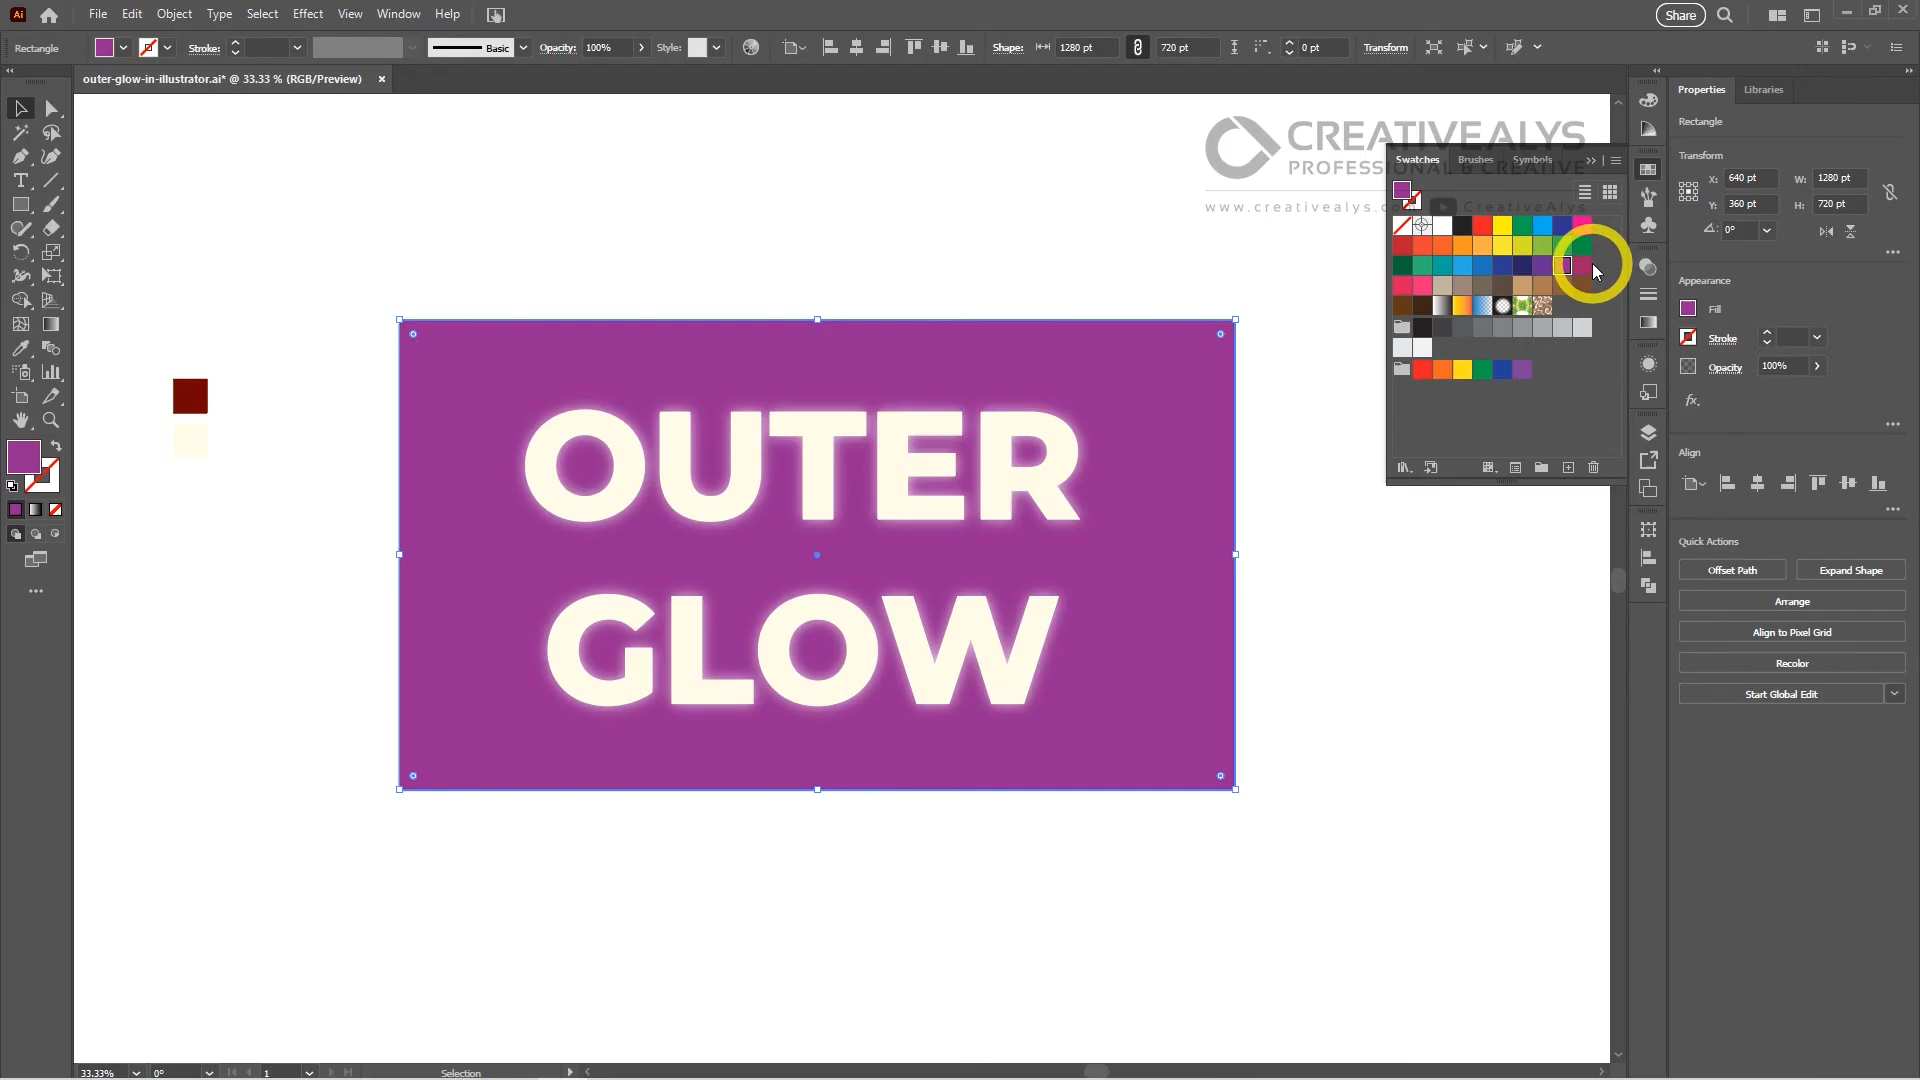 Ai File Edit Object Type Select Effect View Window Help Share
Rectangle Stroke: Basic Opacity: 100% Style: Shape: 1280 pt 720 pt 0 pt Transform
outer-glow-in-illustrator.ai* @ 33.33 % (RGB/Preview) ×
Properties Libraries
Rectangle
CREATIVEALYS
PROFESSIONAL & CREATIVE
www.creativealys.com CreativeAlys
Swatches Brushes Symbols
Transform
X: 640 pt W: 1280 pt
Y: 360 pt H: 720 pt
0°
Appearance
Fill
Stroke
Opacity 100%
fx.
Align
Quick Actions
Offset Path Expand Shape
Arrange
Align to Pixel Grid
Recolor
Start Global Edit
OUTER
GLOW
33.33% 0° 1 Selection